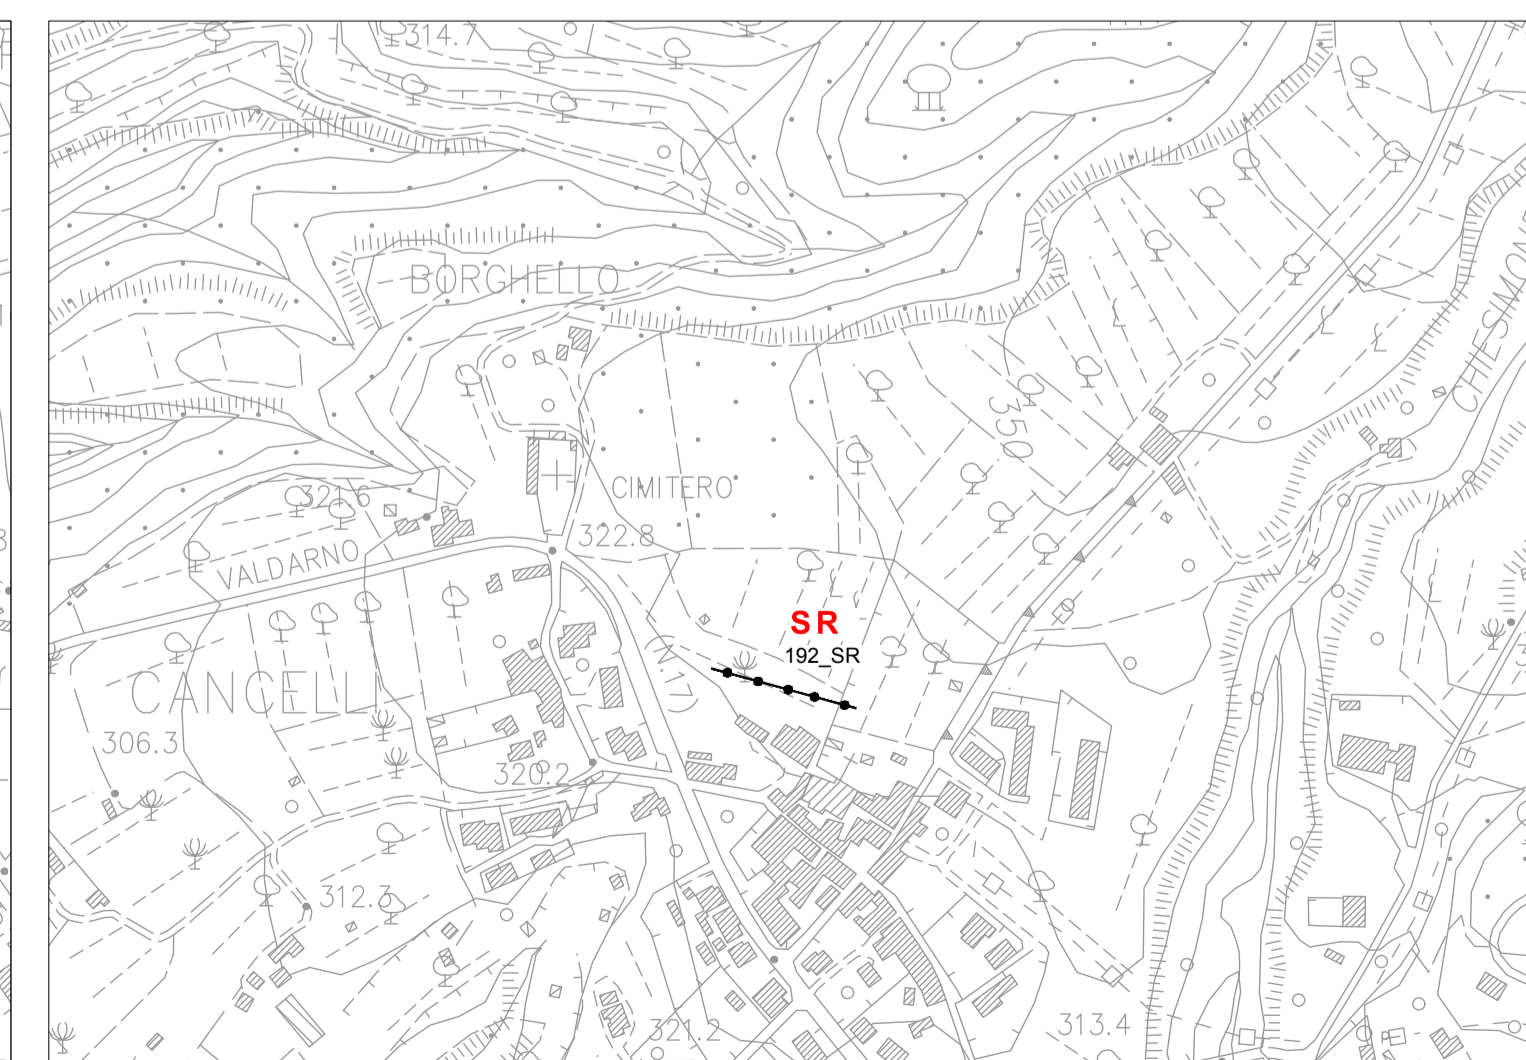 314.7
BORGHELLO
CHESIMON
350
CIMITERO
321.6
322.8
VALDARNO
SR
192_SR
CANCELLI
306.3
320.2
312.3
321.2
313.4